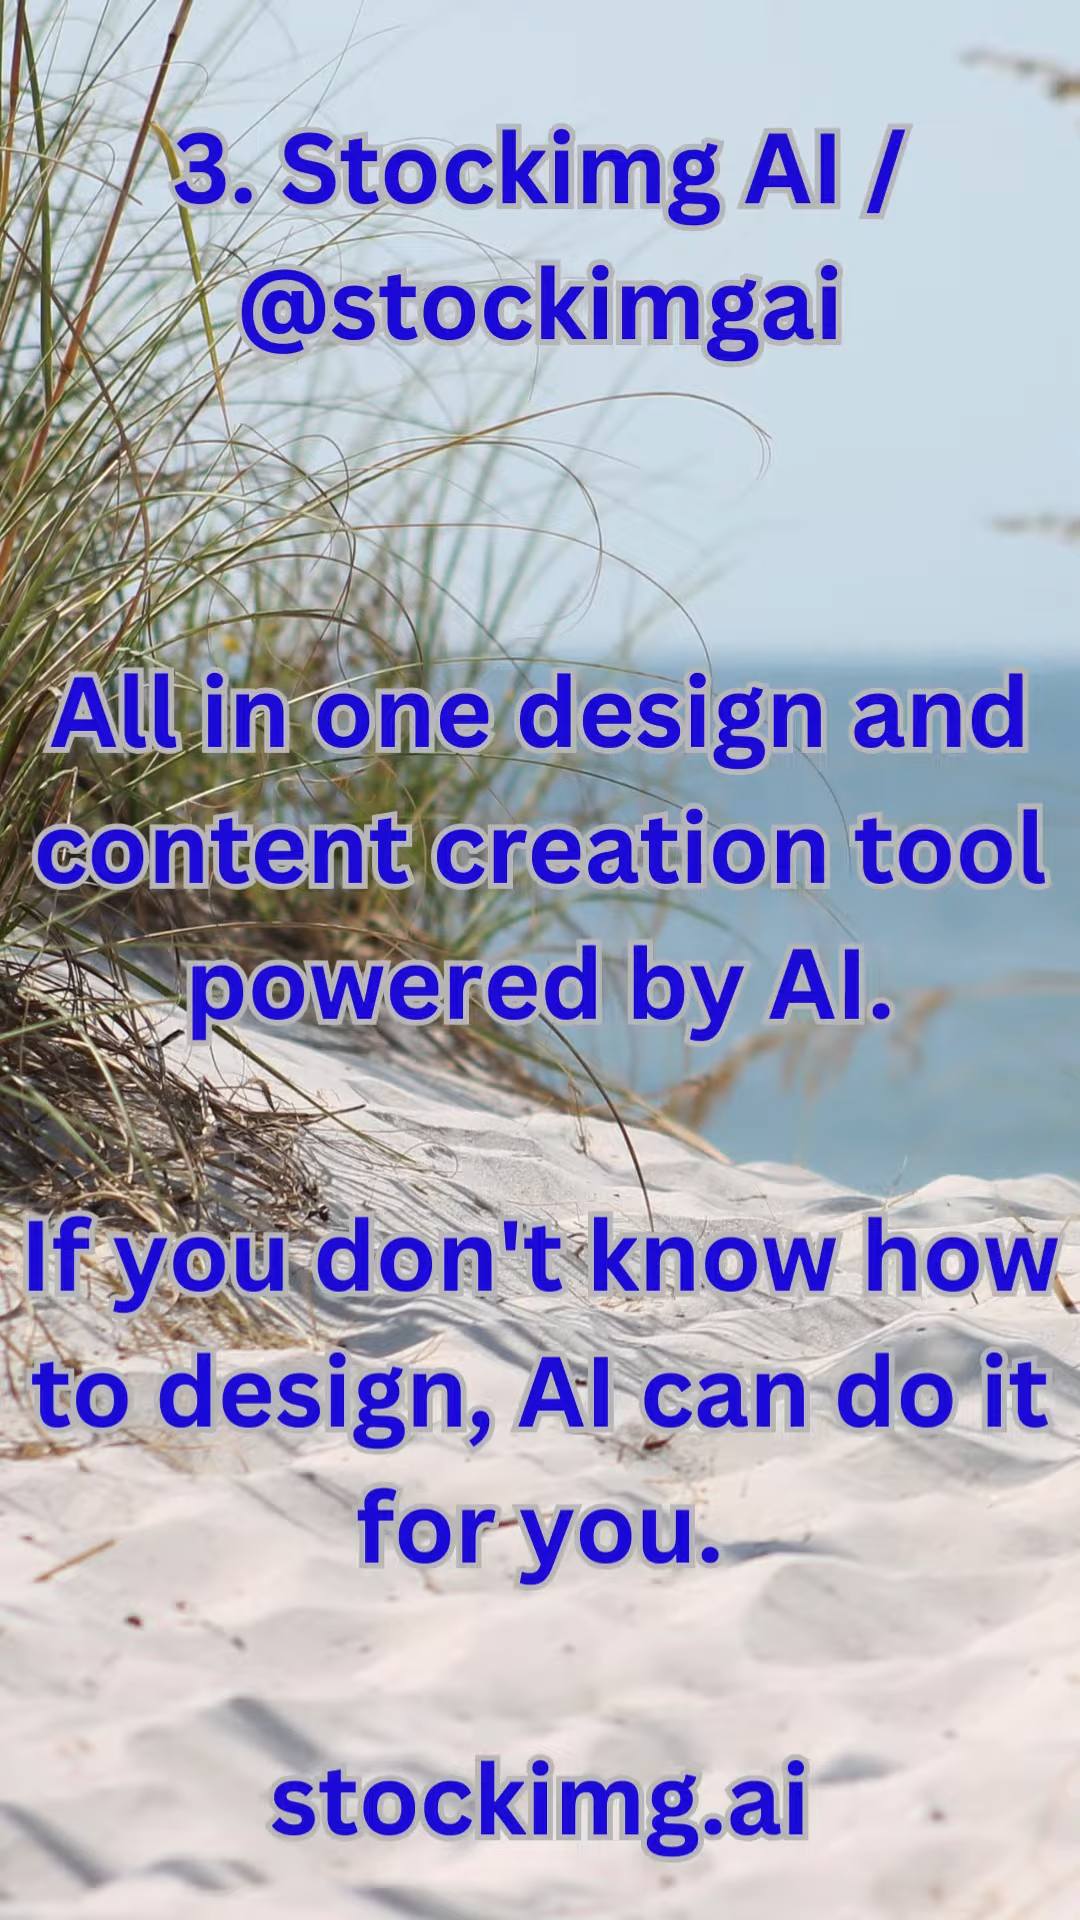 3. Stockimg AI /
@stockimgai
All in one design and
content creation tool
powered by AI.
If you don't know how
to design, AI can do it
for you.
stockimg.ai